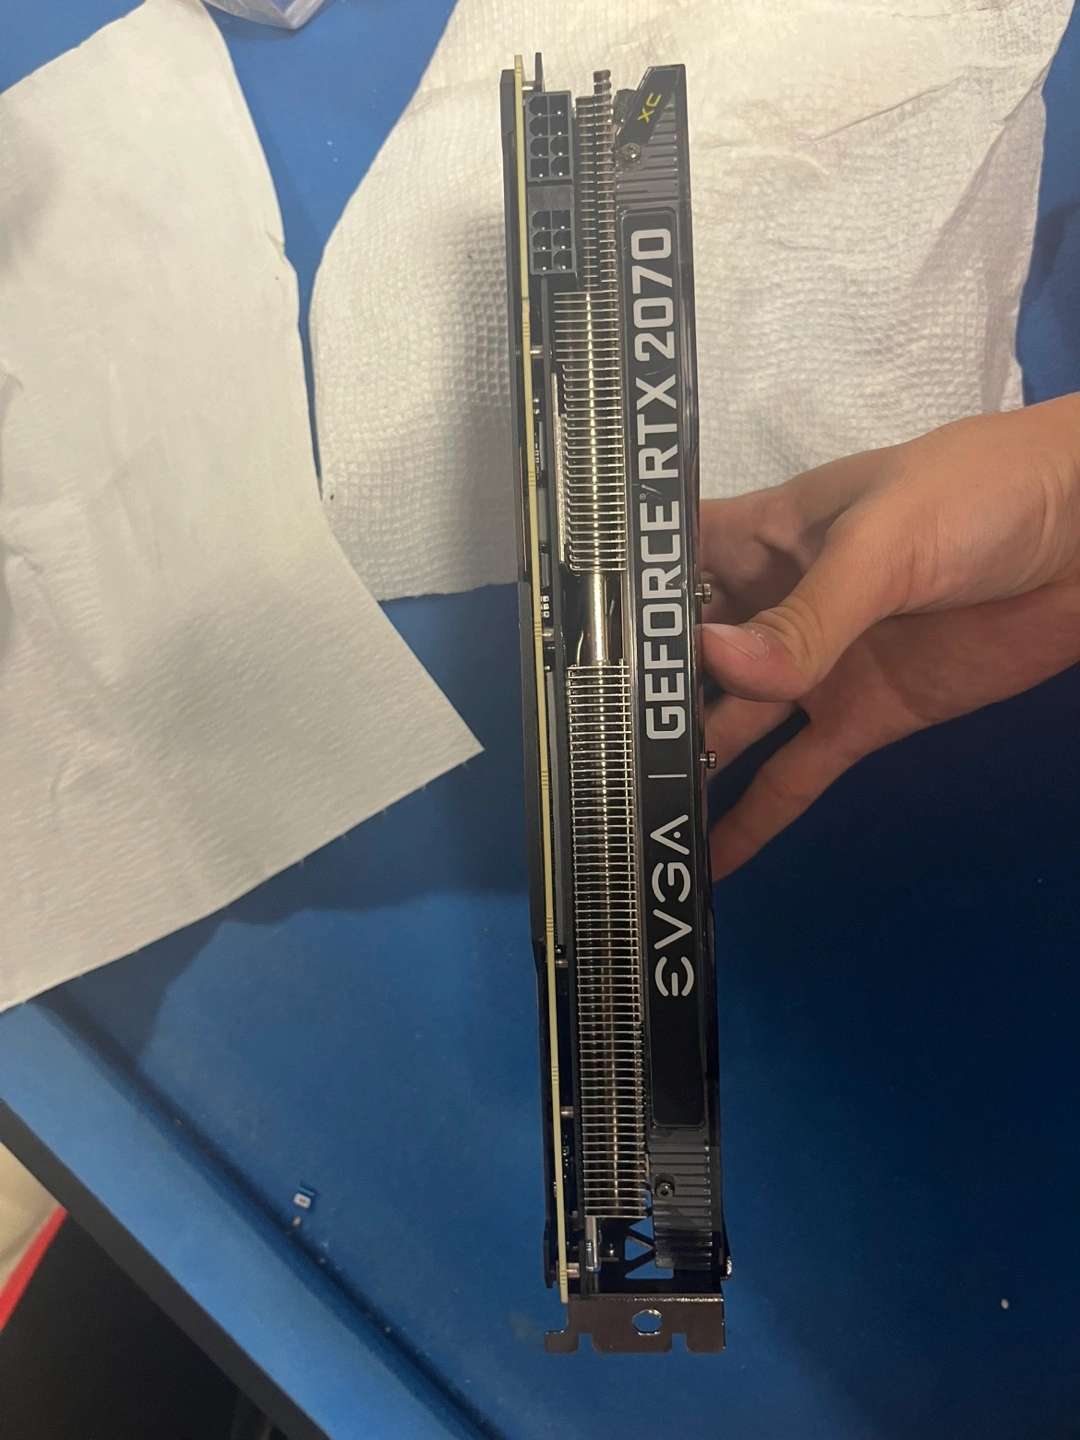 EVGA | GEFORCE® RTX 2070
XC